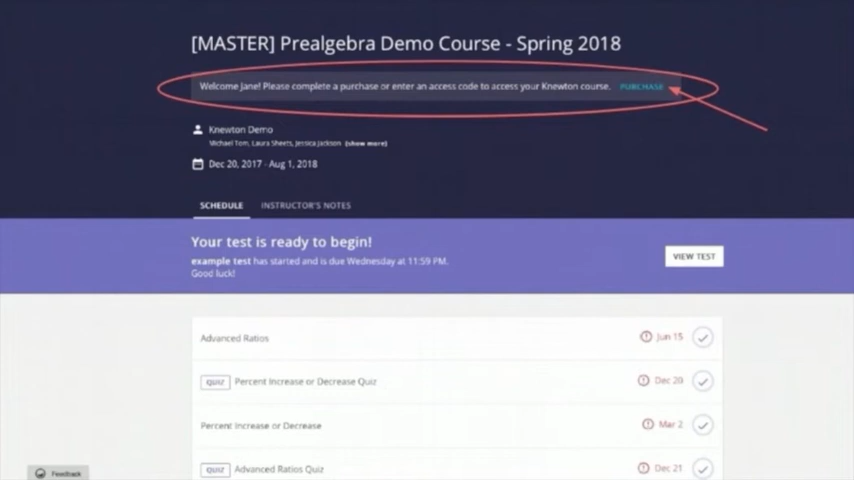 [MASTER] Prealgebra Demo Course - Spring 2018
Welcome Jane! Please complete a purchase or enter an access code to access your Knewton course. PURCHASE
Knewton Demo
Michael Tom, Laura Sheets, Jessica Jackson (show more)
Dec 20, 2017 - Aug 1, 2018
SCHEDULE INSTRUCTOR'S NOTES
Your test is ready to begin!
example test has started and is due Wednesday at 11:59 PM.
Good luck!
VIEW TEST
Advanced Ratios Jun 15
QUIZ Percent Increase or Decrease Quiz Dec 20
Percent Increase or Decrease Mar 2
QUIZ Advanced Ratios Quiz Dec 21
Feedback